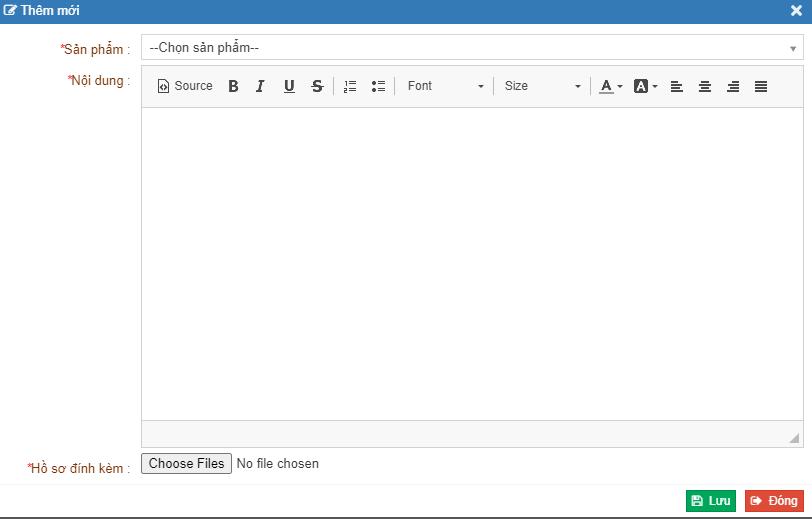 Thêm mới
*Sản phẩm : --Chọn sản phẩm--
*Nội dung : Source B I U S Font Size A A
*Hồ sơ đính kèm : Choose Files No file chosen
Lưu Đóng